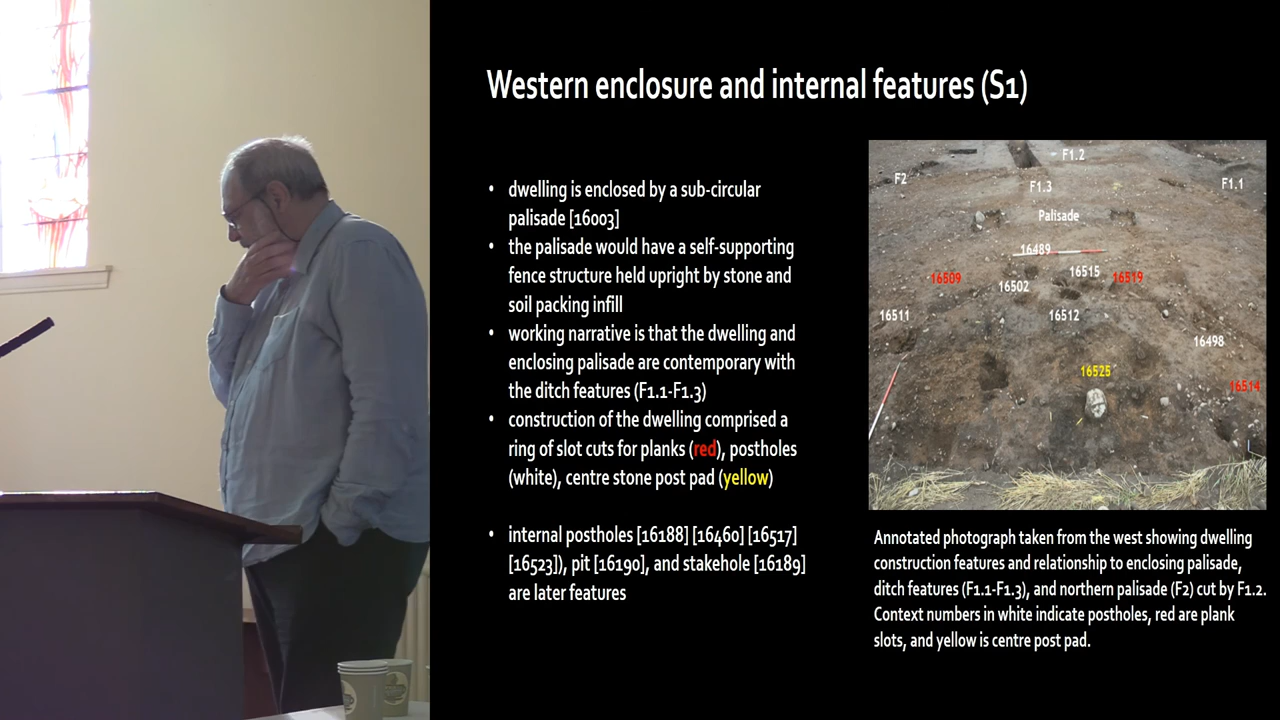 Western enclosure and internal features (S1)
• dwelling is enclosed by a sub-circular
palisade [16003]
• the palisade would have a self-supporting
fence structure held upright by stone and
soil packing infill
• working narrative is that the dwelling and
enclosing palisade are contemporary with
the ditch features (F1.1-F1.3)
• construction of the dwelling comprised a
ring of slot cuts for planks (red), postholes
(white), centre stone post pad (yellow)
• internal postholes [16188] [16460] [16517]
[16523]), pit [16190], and stakehole [16189]
are later features
F1.2
F2
F1.3
F1.1
Palisade
16489
16509
16515
16519
16502
16511
16512
16498
16525
16514
Annotated photograph taken from the west showing dwelling
construction features and relationship to enclosing palisade,
ditch features (F1.1-F1.3), and northern palisade (F2) cut by F1.2.
Context numbers in white indicate postholes, red are plank
slots, and yellow is centre post pad.